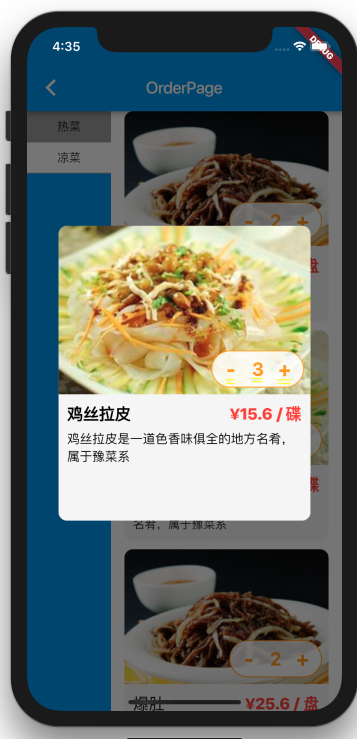 4:35
DEBUG
OrderPage
热菜
凉菜
- 2 +
盘
- 3 +
鸡丝拉皮
¥15.6 / 碟
鸡丝拉皮是一道色香味俱全的地方名肴，
属于豫菜系
碟
名肴，属于豫菜系
- 2 +
爆肚
¥25.6 / 盘